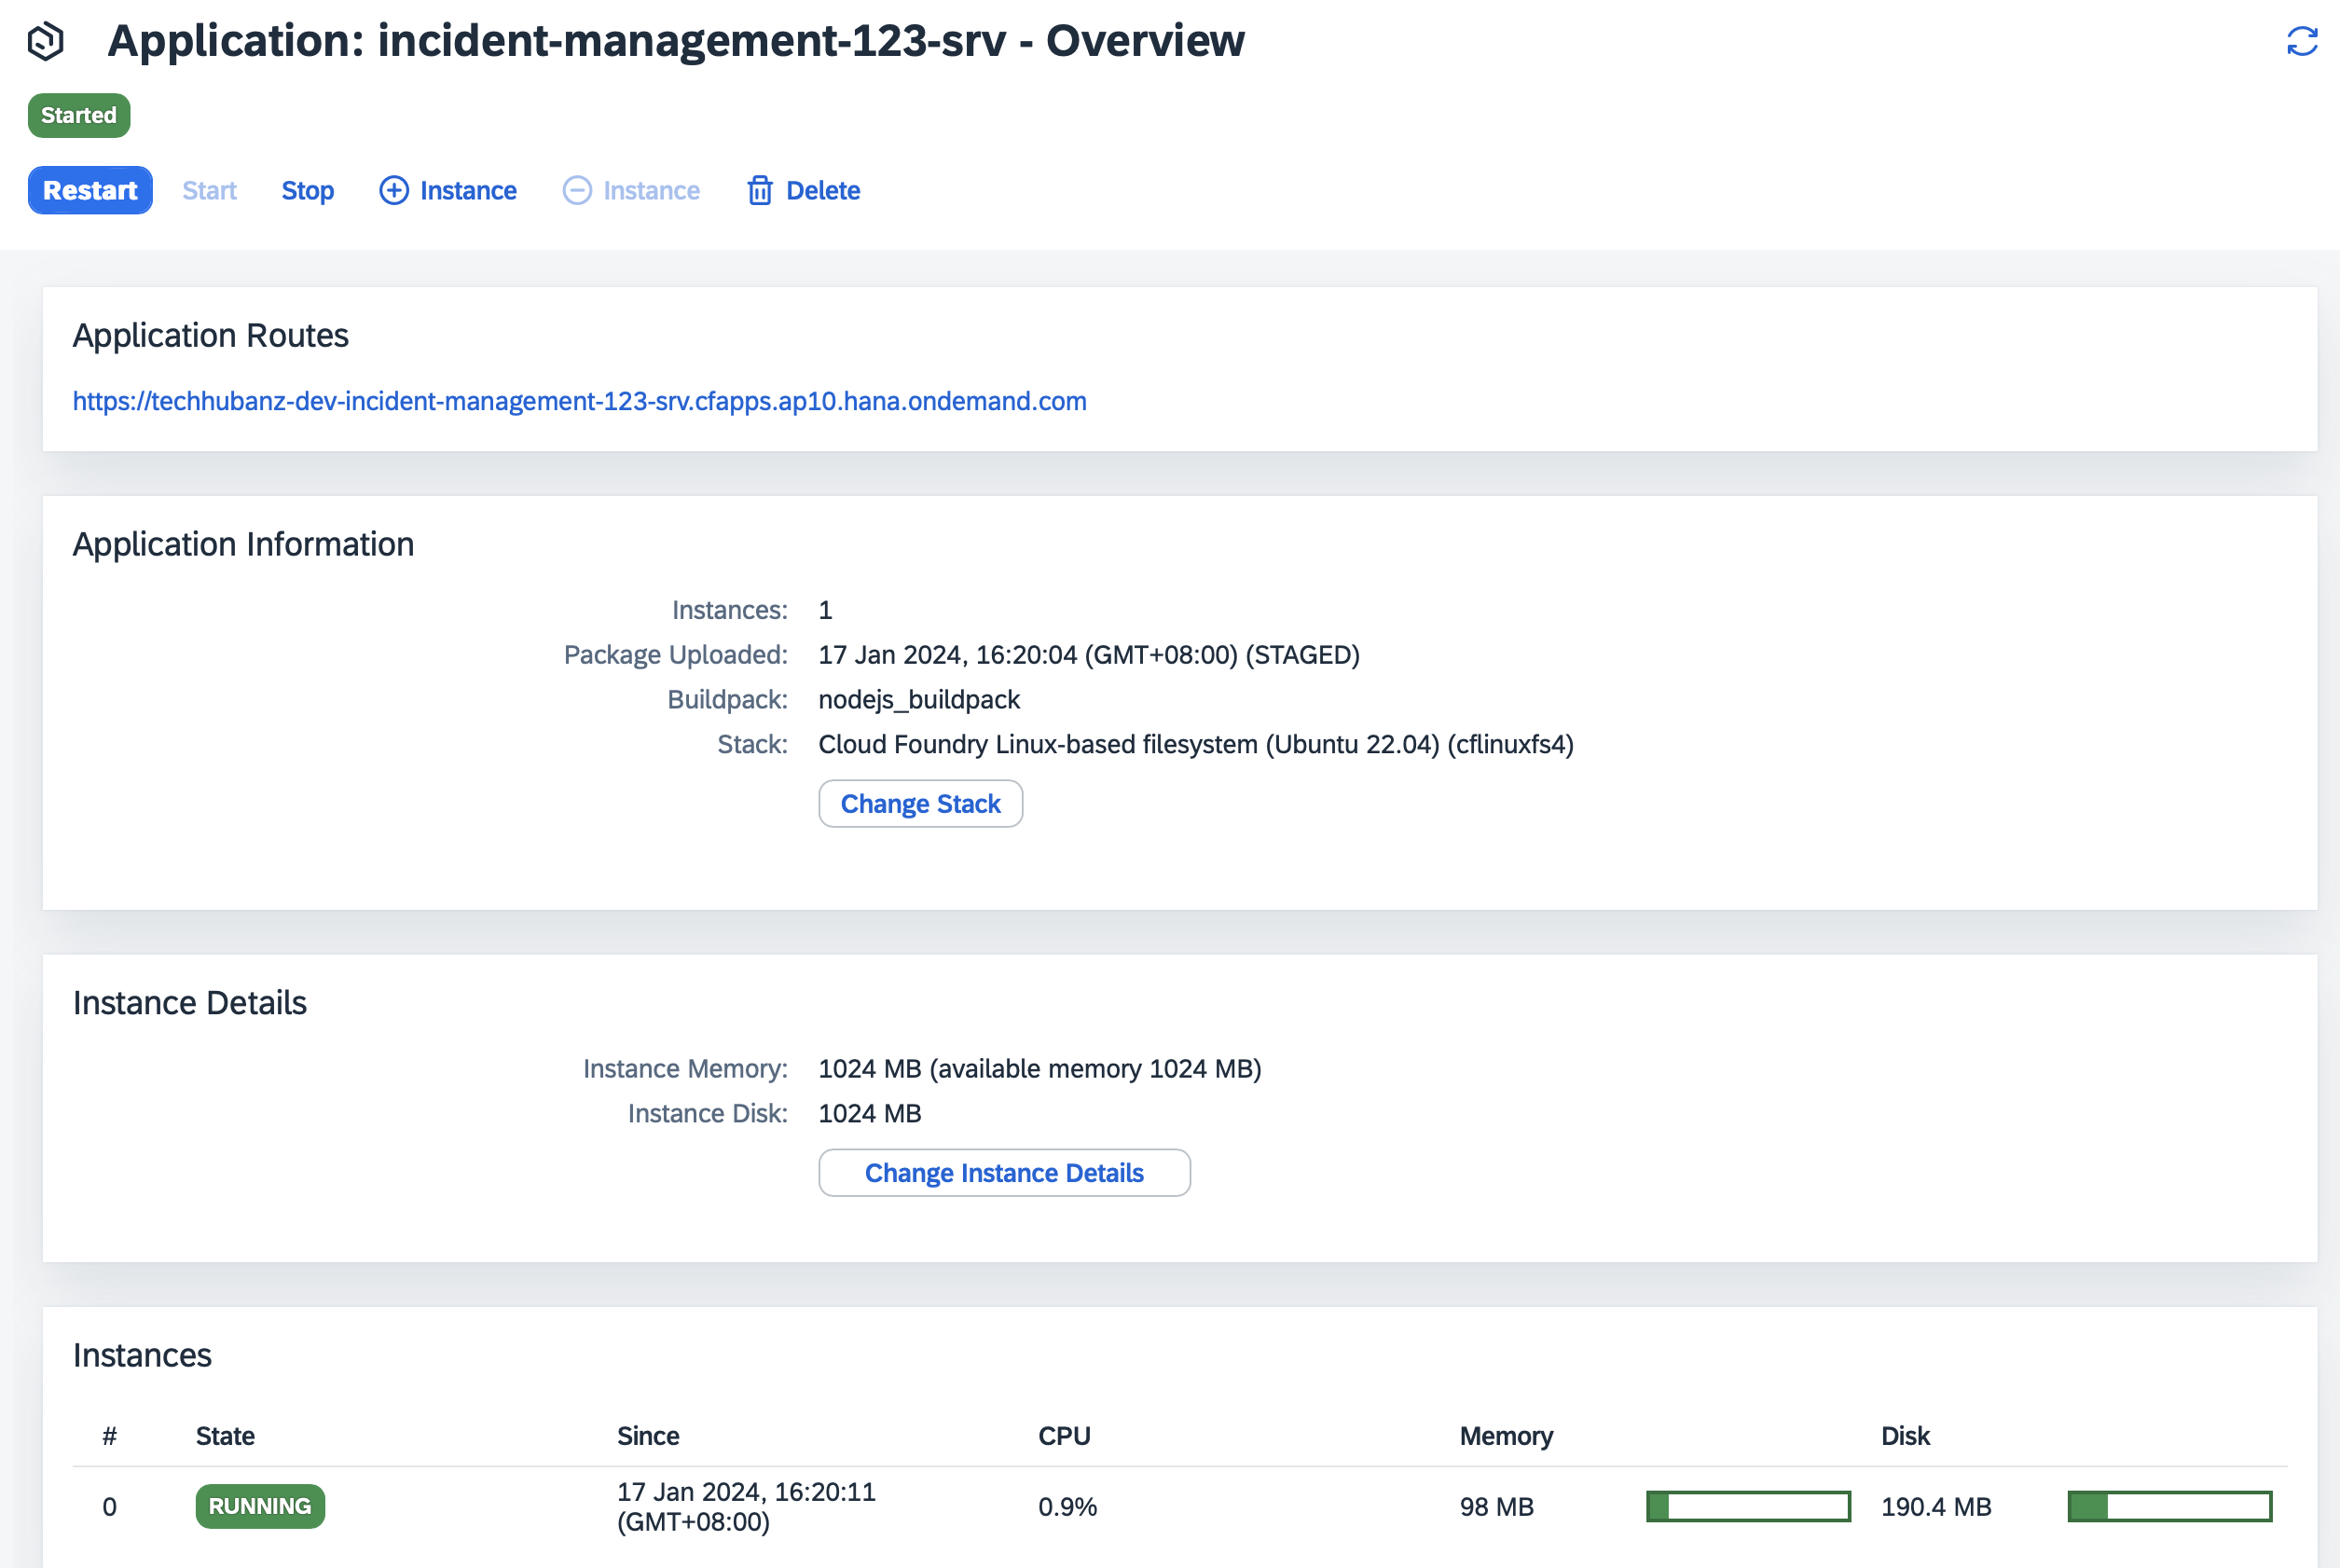 Application: incident-management-123-srv - Overview
Started
Restart Start Stop Instance Instance Delete
Application Routes
https://techhubanz-dev-incident-management-123-srv.cfapps.ap10.hana.ondemand.com
Application Information
Instances: 1
Package Uploaded: 17 Jan 2024, 16:20:04 (GMT+08:00) (STAGED)
Buildpack: nodejs_buildpack
Stack: Cloud Foundry Linux-based filesystem (Ubuntu 22.04) (cflinuxfs4)
Change Stack
Instance Details
Instance Memory: 1024 MB (available memory 1024 MB)
Instance Disk: 1024 MB
Change Instance Details
Instances
# State Since CPU Memory Disk
0 RUNNING 17 Jan 2024, 16:20:11
(GMT+08:00) 0.9% 98 MB 190.4 MB